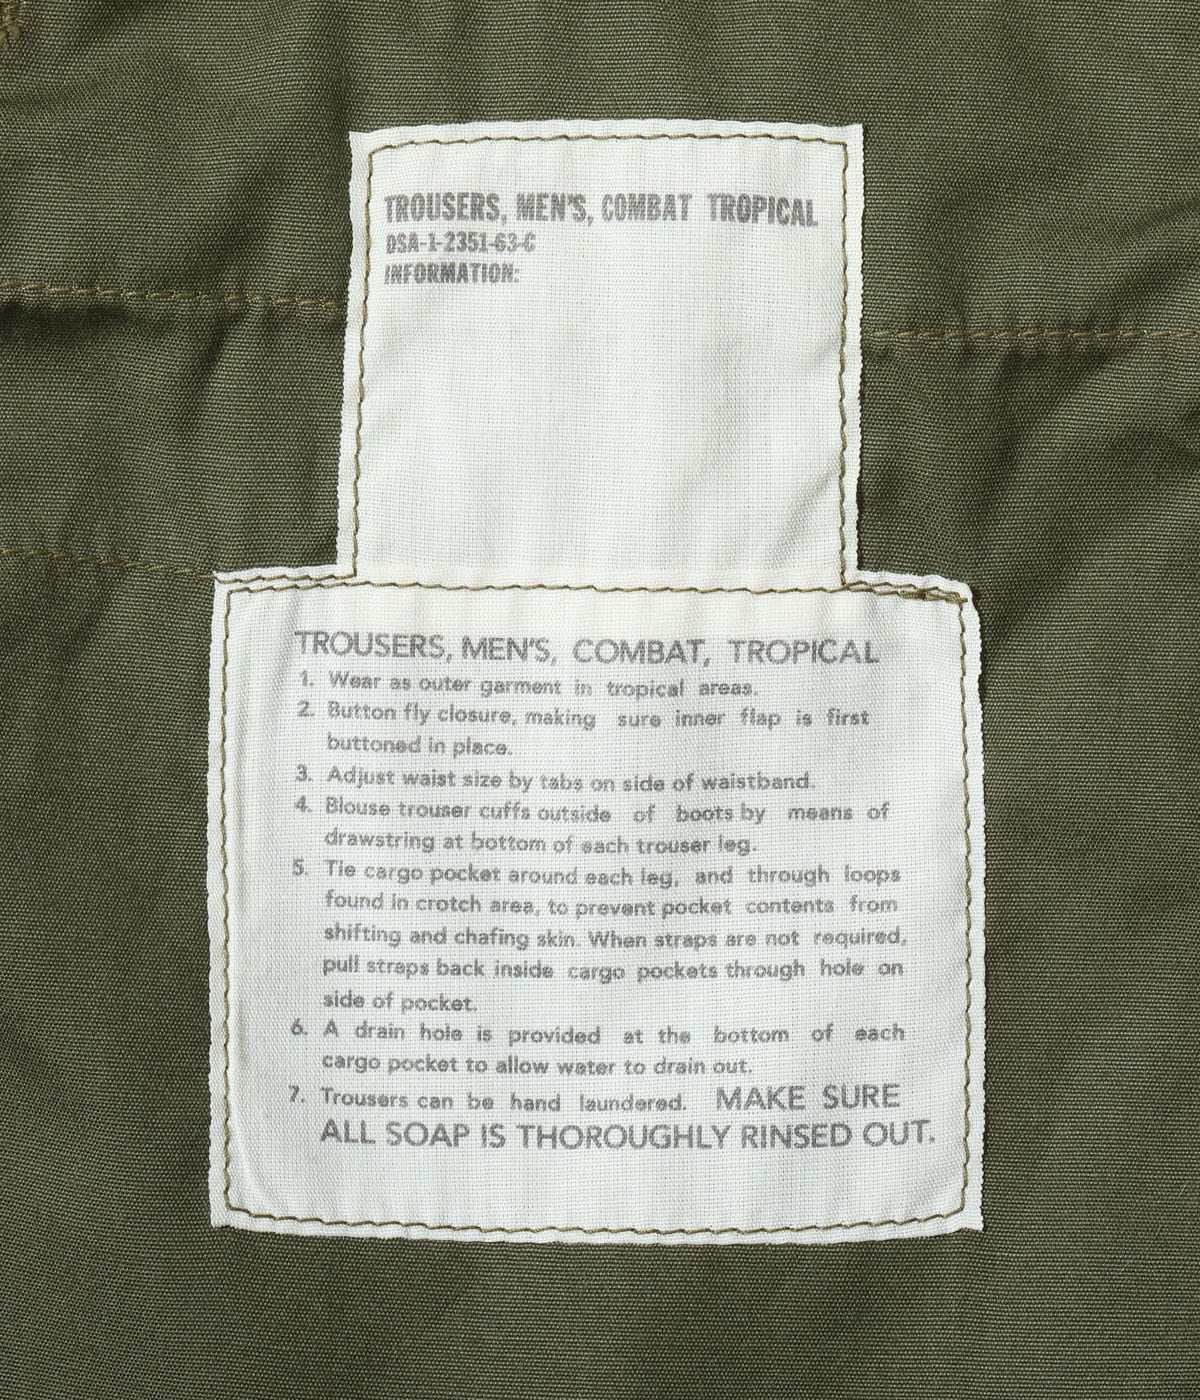 TROUSERS, MEN'S, COMBAT TROPICAL
DSA-1-2351-63-C
INFORMATION:
TROUSERS, MEN'S, COMBAT, TROPICAL
1. Wear as outer garment in tropical areas.
2. Button fly closure, making sure inner flap is first
buttoned in place.
3. Adjust waist size by tabs on side of waistband.
4. Blouse trouser cuffs outside of boots by means of
drawstring at bottom of each trouser leg.
5. Tie cargo pocket around each leg, and through loops
found in crotch area, to prevent pocket contents from
shifting and chafing skin. When straps are not required,
pull straps back inside cargo pockets through hole on
side of pocket.
6. A drain hole is provided at the bottom of each
cargo pocket to allow water to drain out.
7. Trousers can be hand laundered. MAKE SURE
ALL SOAP IS THOROUGHLY RINSED OUT.